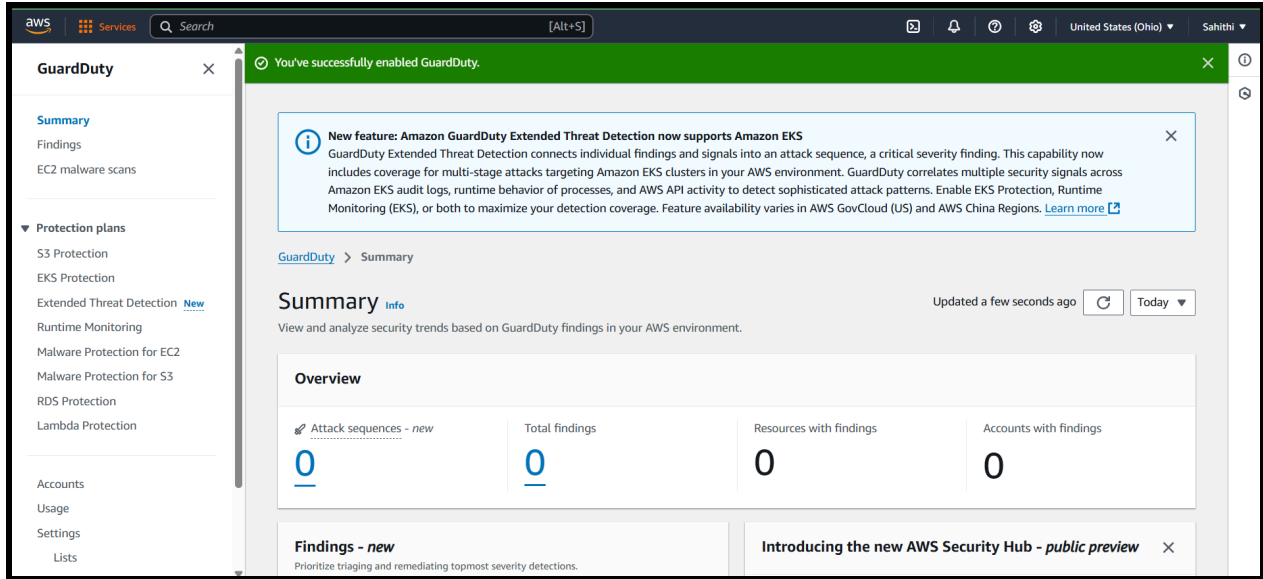 aws
Services
Search
[Alt+S]
United States (Ohio)
Sahithi
GuardDuty
Summary
Findings
EC2 malware scans
Protection plans
S3 Protection
EKS Protection
Extended Threat Detection New
Runtime Monitoring
Malware Protection for EC2
Malware Protection for S3
RDS Protection
Lambda Protection
Accounts
Usage
Settings
Lists
You've successfully enabled GuardDuty.
New feature: Amazon GuardDuty Extended Threat Detection now supports Amazon EKS
GuardDuty Extended Threat Detection connects individual findings and signals into an attack sequence, a critical severity finding. This capability now
includes coverage for multi-stage attacks targeting Amazon EKS clusters in your AWS environment. GuardDuty correlates multiple security signals across
Amazon EKS audit logs, runtime behavior of processes, and AWS API activity to detect sophisticated attack patterns. Enable EKS Protection, Runtime
Monitoring (EKS), or both to maximize your detection coverage. Feature availability varies in AWS GovCloud (US) and AWS China Regions. Learn more
GuardDuty > Summary
Summary Info
Updated a few seconds ago
Today
View and analyze security trends based on GuardDuty findings in your AWS environment.
Overview
Attack sequences - new
0
Total findings
0
Resources with findings
0
Accounts with findings
0
Findings - new
Prioritize triaging and remediating topmost severity detections.
Introducing the new AWS Security Hub - public preview